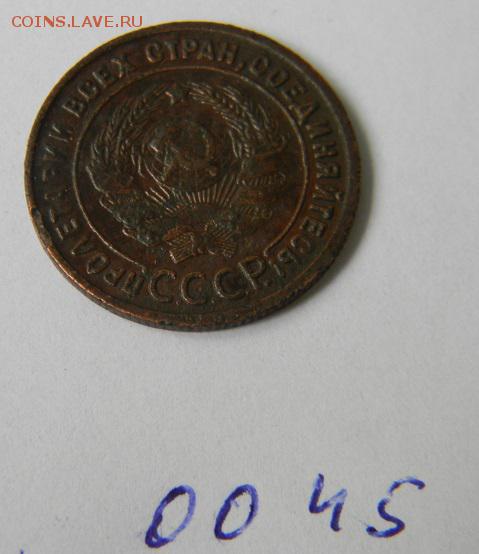 COINS.LAVE.RU
ПРОЛЕТАРИИ ВСЕХ СТРАН, СОЕДИНЯЙТЕСЬ!
СССР.
0045